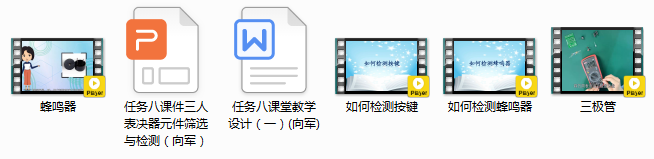 Player
P
W
如何检测按键
Player
如何检测蜂鸣器
Player
Player
蜂鸣器
任务八课件三人
表决器元件筛选
与检测（向军）
任务八课堂教学
设计（一）(向军)
如何检测按键
如何检测蜂鸣器
三极管